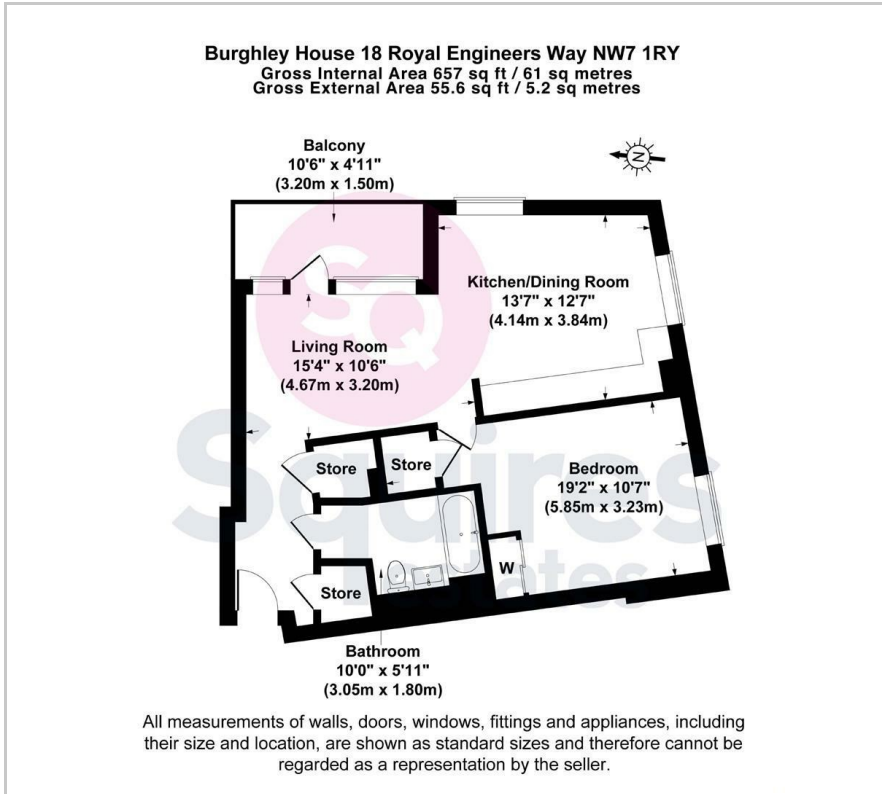 Burghley House 18 Royal Engineers Way NW7 1RY
Gross Internal Area 657 sq ft / 61 sq metres
Gross External Area 55.6 sq ft / 5.2 sq metres
Balcony
10'6" x 4'11"
(3.20m x 1.50m)
N
Kitchen/Dining Room
13'7" x 12'7"
(4.14m x 3.84m)
SQ
Living Room
15'4" x 10'6"
(4.67m x 3.20m)
Squires
estates
Store
Store
Bedroom
19'2" x 10'7"
(5.85m x 3.23m)
W
Store
Bathroom
10'0" x 5'11"
(3.05m x 1.80m)
All measurements of walls, doors, windows, fittings and appliances, including
their size and location, are shown as standard sizes and therefore cannot be
regarded as a representation by the seller.